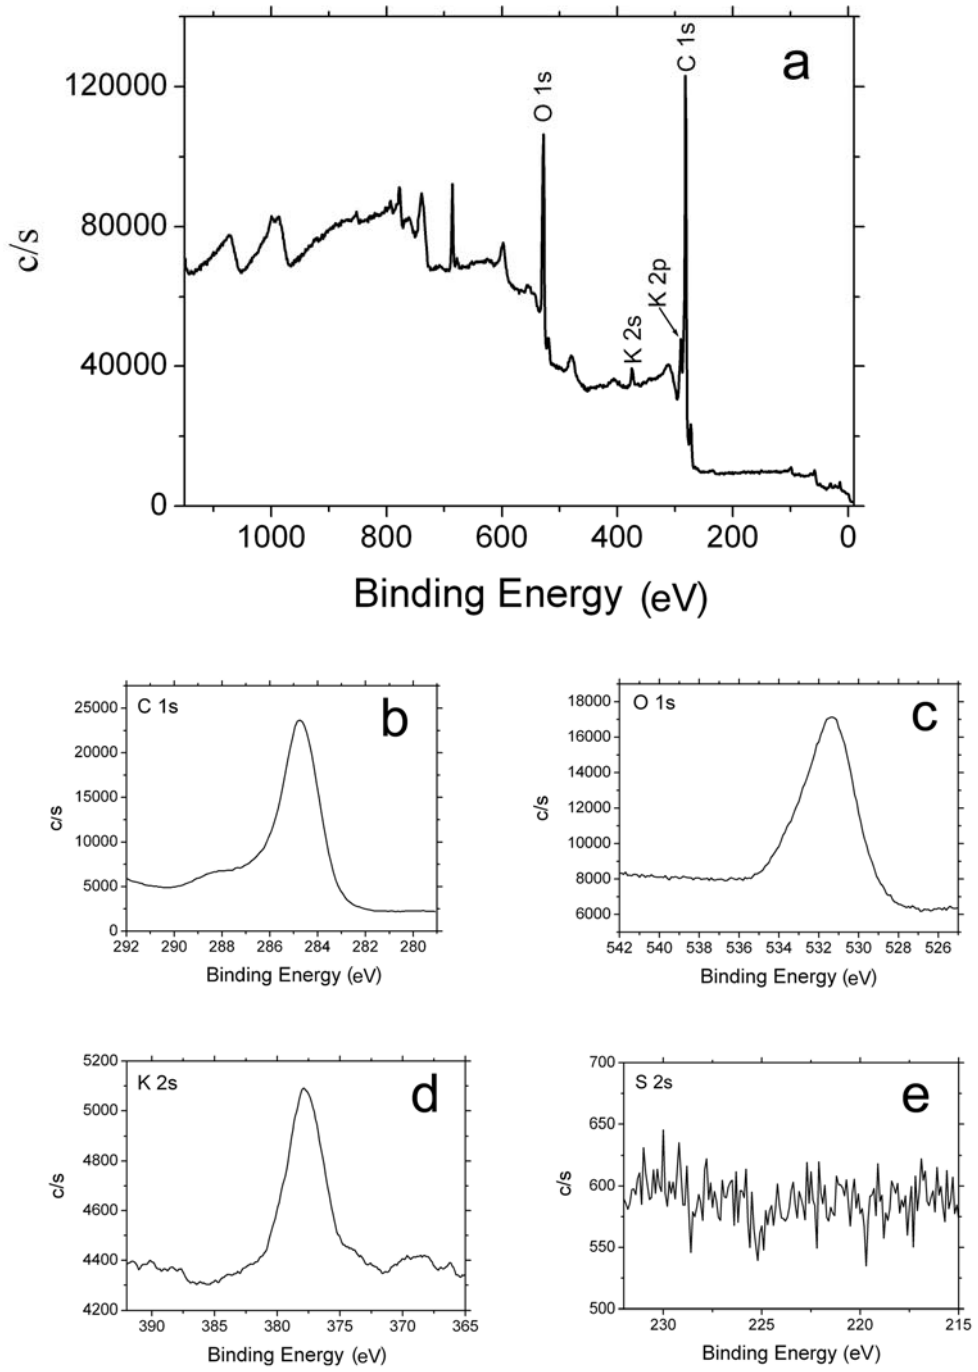 a
O 1s
C 1s
K 2s
K 2p
120000
80000
40000
0
c/s
1000 800 600 400 200 0
Binding Energy (eV)
C 1s
b
25000
20000
15000
10000
5000
0
c/s
292 290 288 286 284 282 280
Binding Energy (eV)
O 1s
c
18000
16000
14000
12000
10000
8000
6000
c/s
542 540 538 536 534 532 530 528 526
Binding Energy (eV)
K 2s
d
5200
5000
4800
4600
4400
4200
c/s
390 385 380 375 370 365
Binding Energy (eV)
S 2s
e
700
650
600
550
500
c/s
230 225 220 215
Binding Energy (eV)